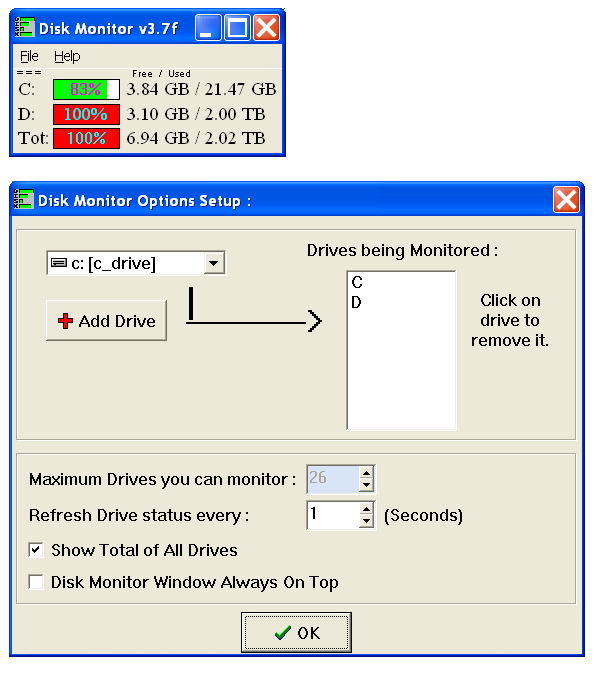 Disk Monitor v3.7f
File Help
=== Free / Used
C: 83% 3.84 GB / 21.47 GB
D: 100% 3.10 GB / 2.00 TB
Tot: 100% 6.94 GB / 2.02 TB
Disk Monitor Options Setup :
Drives being Monitored :
c: [c_drive]
Add Drive
C
D
Click on
drive to
remove it.
Maximum Drives you can monitor : 26
Refresh Drive status every : 1 (Seconds)
Show Total of All Drives
Disk Monitor Window Always On Top
OK